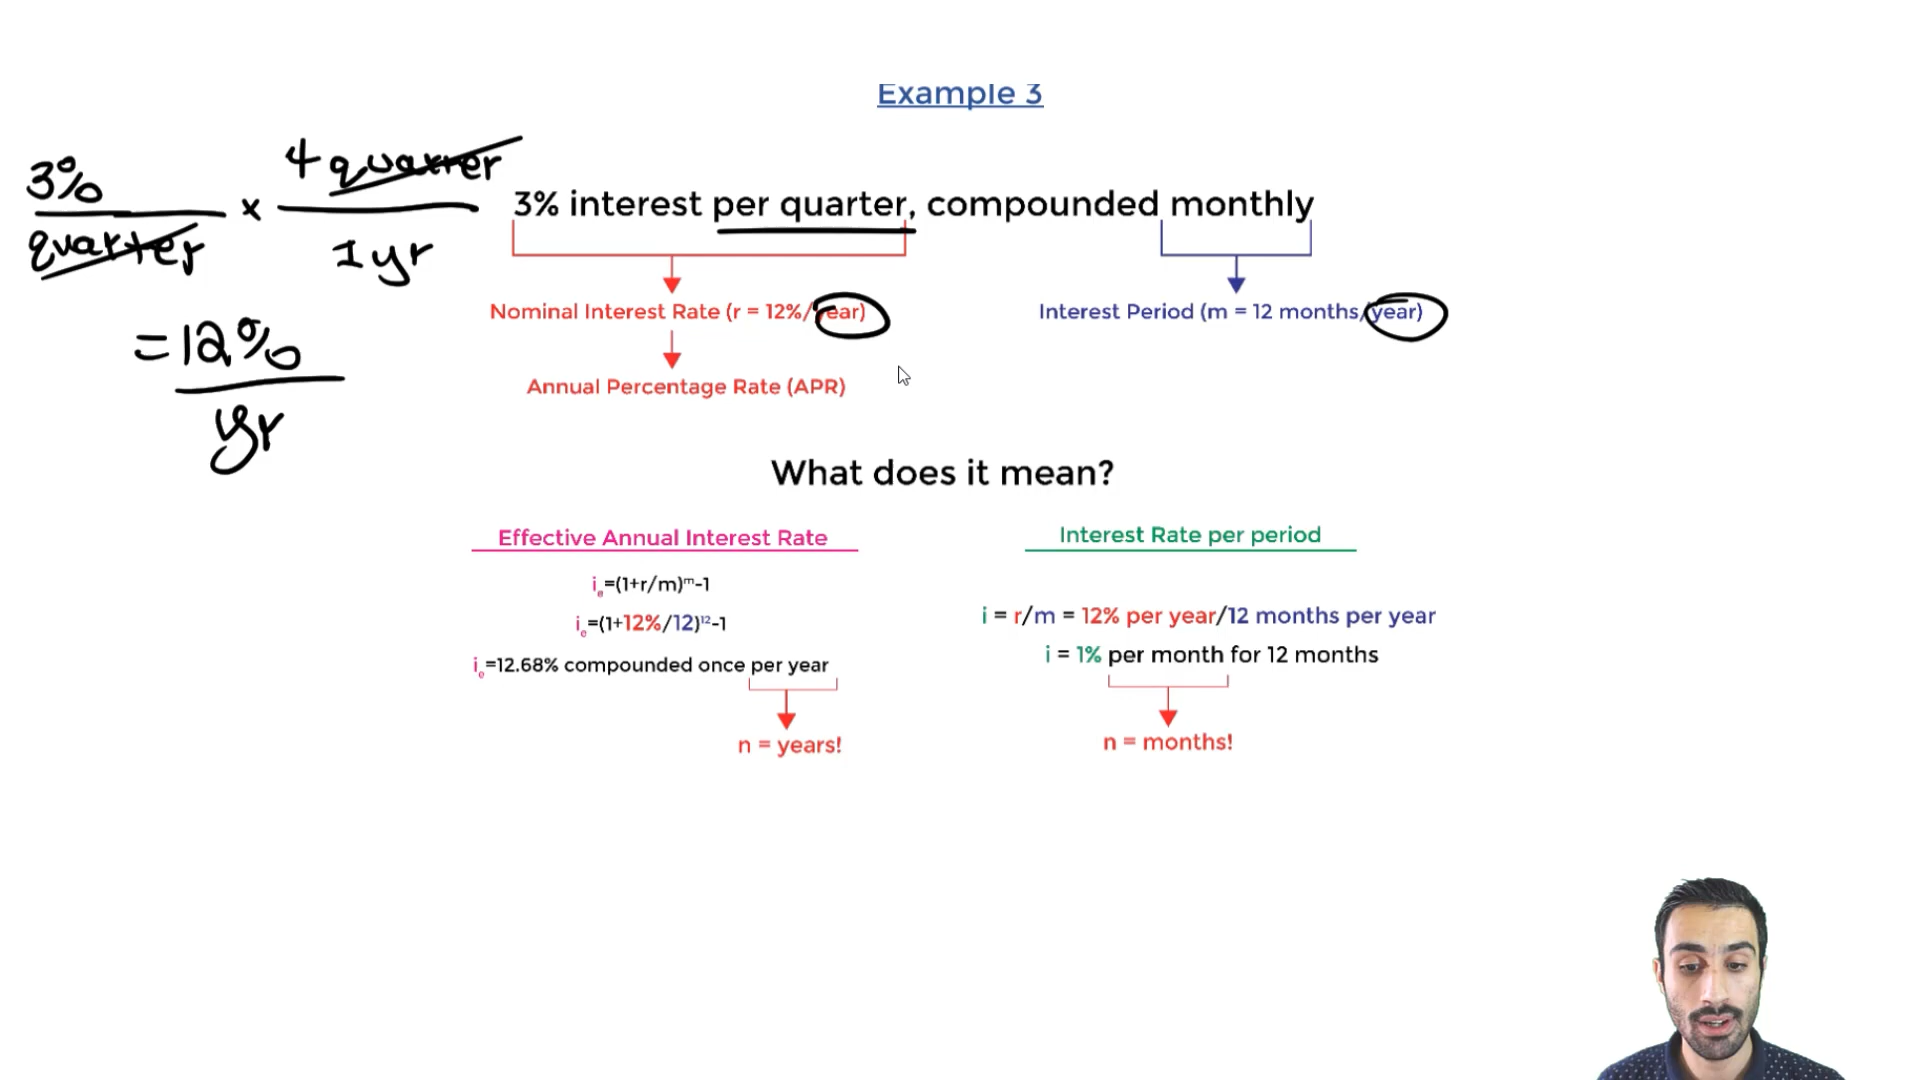 Example 3
3% / quarter × 4 quarter / 1 yr
= 12% / yr
3% interest per quarter, compounded monthly
Nominal Interest Rate (r = 12%/year)
Interest Period (m = 12 months/year)
Annual Percentage Rate (APR)
What does it mean?
Effective Annual Interest Rate
iₑ=(1+r/m)ᵐ-1
iₑ=(1+12%/12)¹²-1
iₑ=12.68% compounded once per year
n = years!
Interest Rate per period
i = r/m = 12% per year/12 months per year
i = 1% per month for 12 months
n = months!